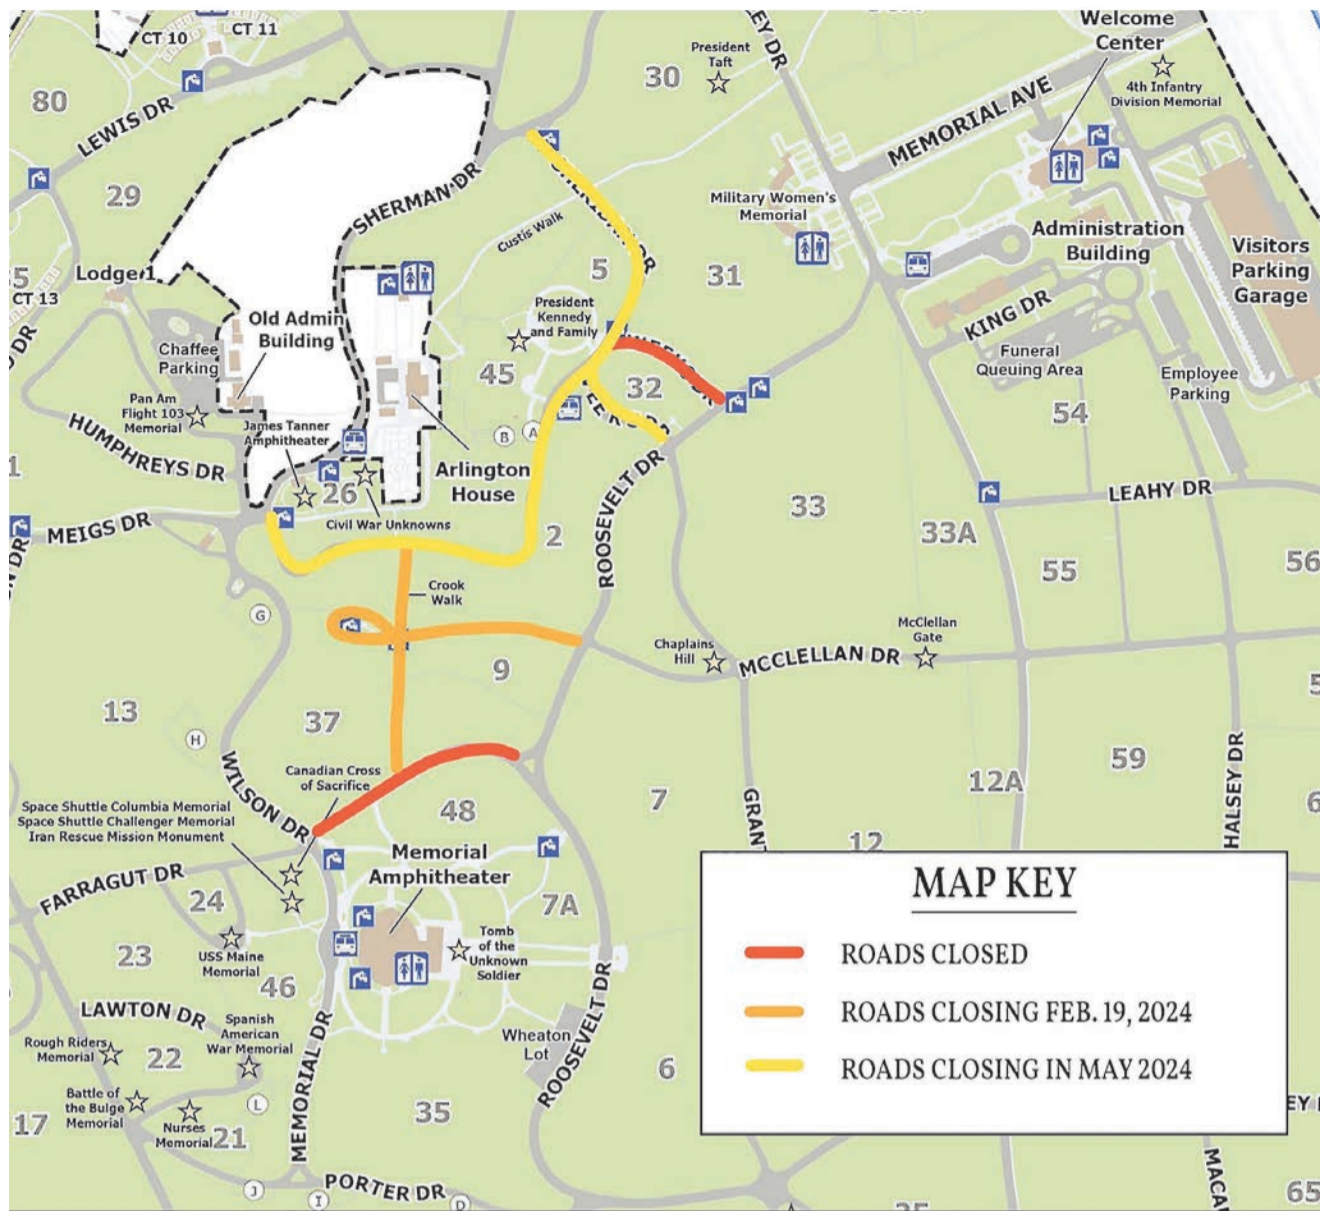 CT 10
CT 11
80
LEWIS DR
29
Lodge 1
CT 13
Chaffee
Parking
Old Admin
Building
Pan Am
Flight 103
Memorial
James Tanner
Amphitheater
HUMPHREYS DR
MEIGS DR
26
Civil War Unknowns
SHERMAN DR
Arlington
House
Custis Walk
President
Taft
30
5
President
Kennedy
and Family
45
B
A
31
32
2
Military Women's
Memorial
MEMORIAL AVE
Welcome
Center
4th Infantry
Division Memorial
Administration
Building
Visitors
Parking
Garage
KING DR
Funeral
Queuing Area
Employee
Parking
54
LEAHY DR
33
33A
55
56
ROOSEVELT DR
Crook
Walk
G
9
Chaplains
Hill
MCCLELLAN DR
McClellan
Gate
13
H
37
WILSON DR
Canadian Cross
of Sacrifice
Space Shuttle Columbia Memorial
Space Shuttle Challenger Memorial
Iran Rescue Mission Monument
48
7
12A
59
HALSEY DR
GRANT
12
FARRAGUT DR
24
23
USS Maine
Memorial
46
Memorial
Amphitheater
Tomb
of the
Unknown
Soldier
7A
LAWTON DR
Spanish
American
War Memorial
Rough Riders
Memorial
22
Battle of
the Bulge
Memorial
L
Nurses
Memorial
21
17
MEMORIAL DR
35
Wheaton
Lot
ROOSEVELT DR
6
J
I
PORTER DR
D
65
MAP KEY
ROADS CLOSED
ROADS CLOSING FEB. 19, 2024
ROADS CLOSING IN MAY 2024